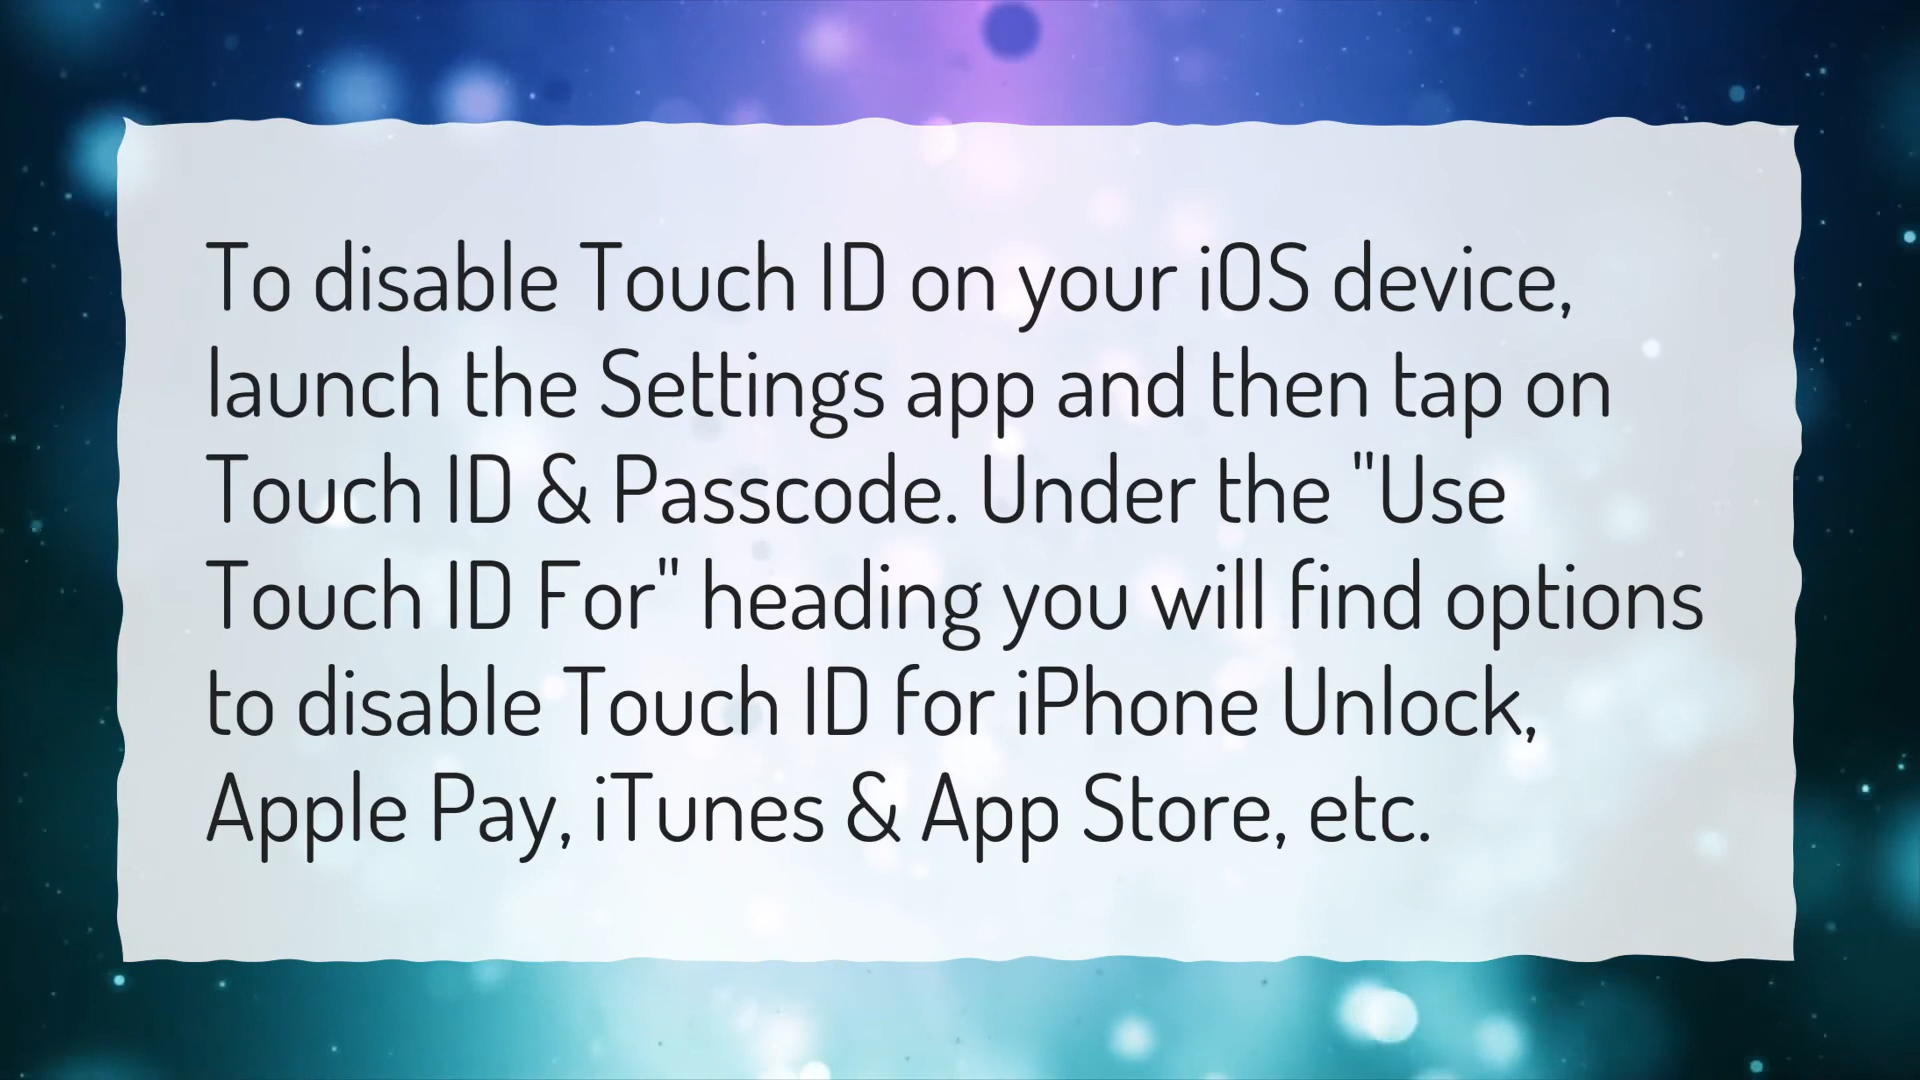 To disable Touch ID on your iOS device,
launch the Settings app and then tap on
Touch ID & Passcode. Under the "Use
Touch ID For" heading you will find options
to disable Touch ID for iPhone Unlock,
Apple Pay, iTunes & App Store, etc.